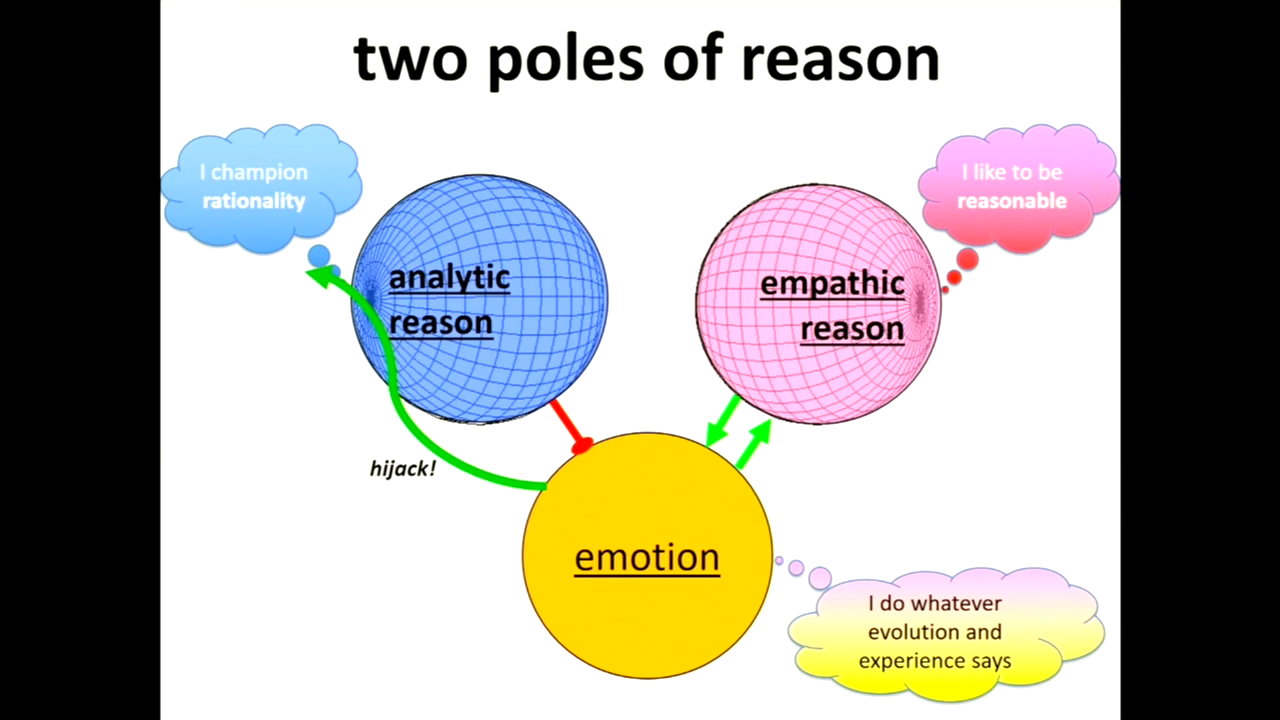 two poles of reason
I champion
rationality
I like to be
reasonable
analytic
reason
empathic
reason
hijack!
emotion
I do whatever
evolution and
experience says